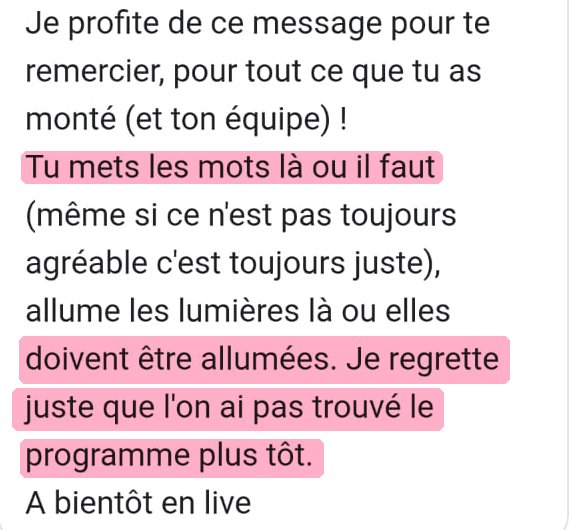 Je profite de ce message pour te
remercier, pour tout ce que tu as
monté (et ton équipe) !
Tu mets les mots là ou il faut
(même si ce n'est pas toujours
agréable c'est toujours juste),
allume les lumières là ou elles
doivent être allumées. Je regrette
juste que l'on ai pas trouvé le
programme plus tôt.
A bientôt en live